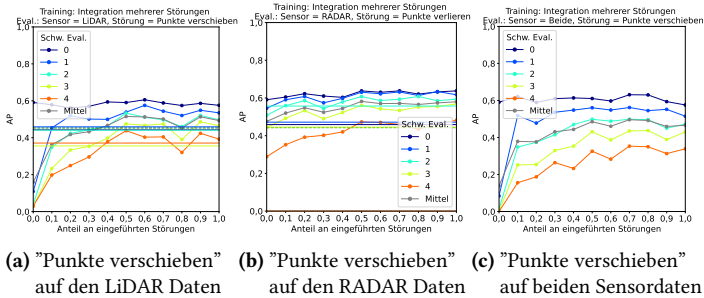 Training: Integration mehrerer Störungen
Eval.: Sensor = LiDAR, Störung = Punkte verschieben
AP
1,0
0,8
0,6
0,4
0,2
0,0
Schw. Eval.
0
1
2
3
4
Mittel
0,0 0,1 0,2 0,3 0,4 0,5 0,6 0,7 0,8 0,9 1,0
Anteil an eingeführten Störungen
(a) "Punkte verschieben"
auf den LiDAR Daten
Training: Integration mehrerer Störungen
Eval.: Sensor = RADAR, Störung = Punkte verlieren
AP
1,0
0,8
0,6
0,4
0,2
0,0
Schw. Eval.
0
1
2
3
4
Mittel
0,0 0,1 0,2 0,3 0,4 0,5 0,6 0,7 0,8 0,9 1,0
Anteil an eingeführten Störungen
(b) "Punkte verschieben"
auf den RADAR Daten
Training: Integration mehrerer Störungen
Eval.: Sensor = Beide, Störung = Punkte verschieben
AP
1,0
0,8
0,6
0,4
0,2
0,0
Schw. Eval.
0
1
2
3
4
Mittel
0,0 0,1 0,2 0,3 0,4 0,5 0,6 0,7 0,8 0,9 1,0
Anteil an eingeführten Störungen
(c) "Punkte verschieben"
auf beiden Sensordaten